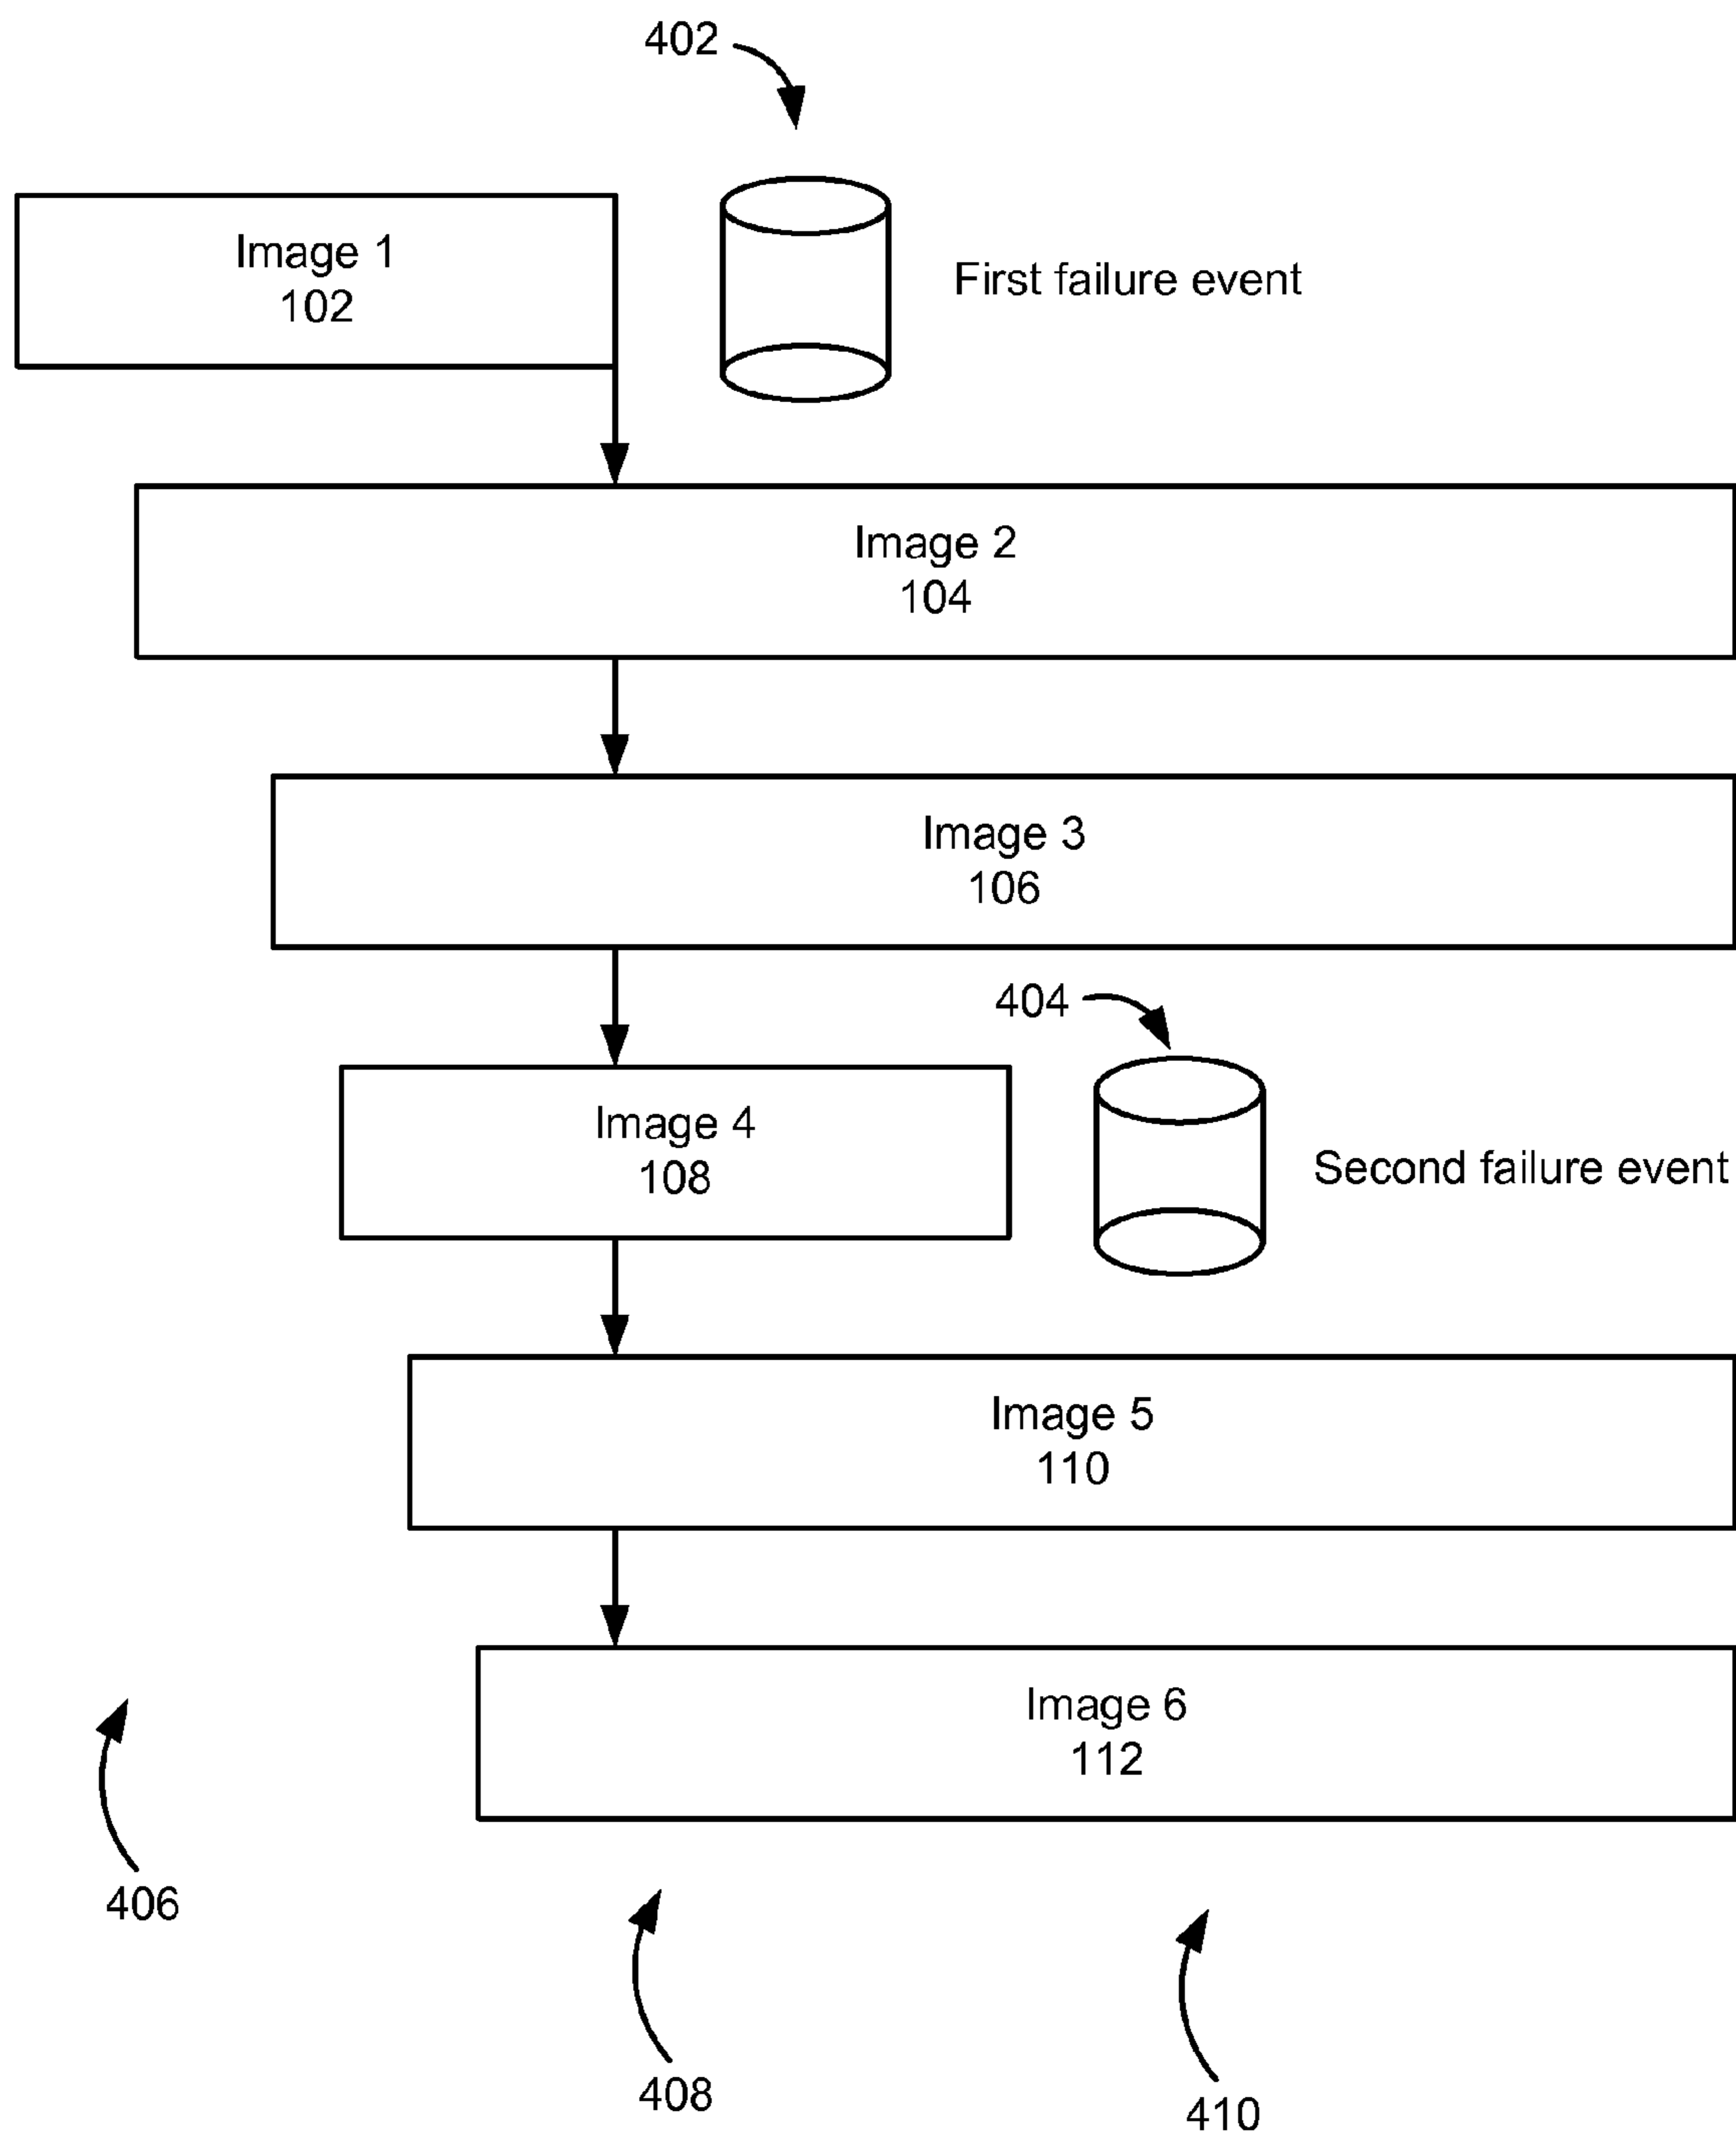 402
Image 1
102
First failure event
Image 2
104
Image 3
106
404
Image 4
108
Second failure event
Image 5
110
Image 6
112
406
408
410